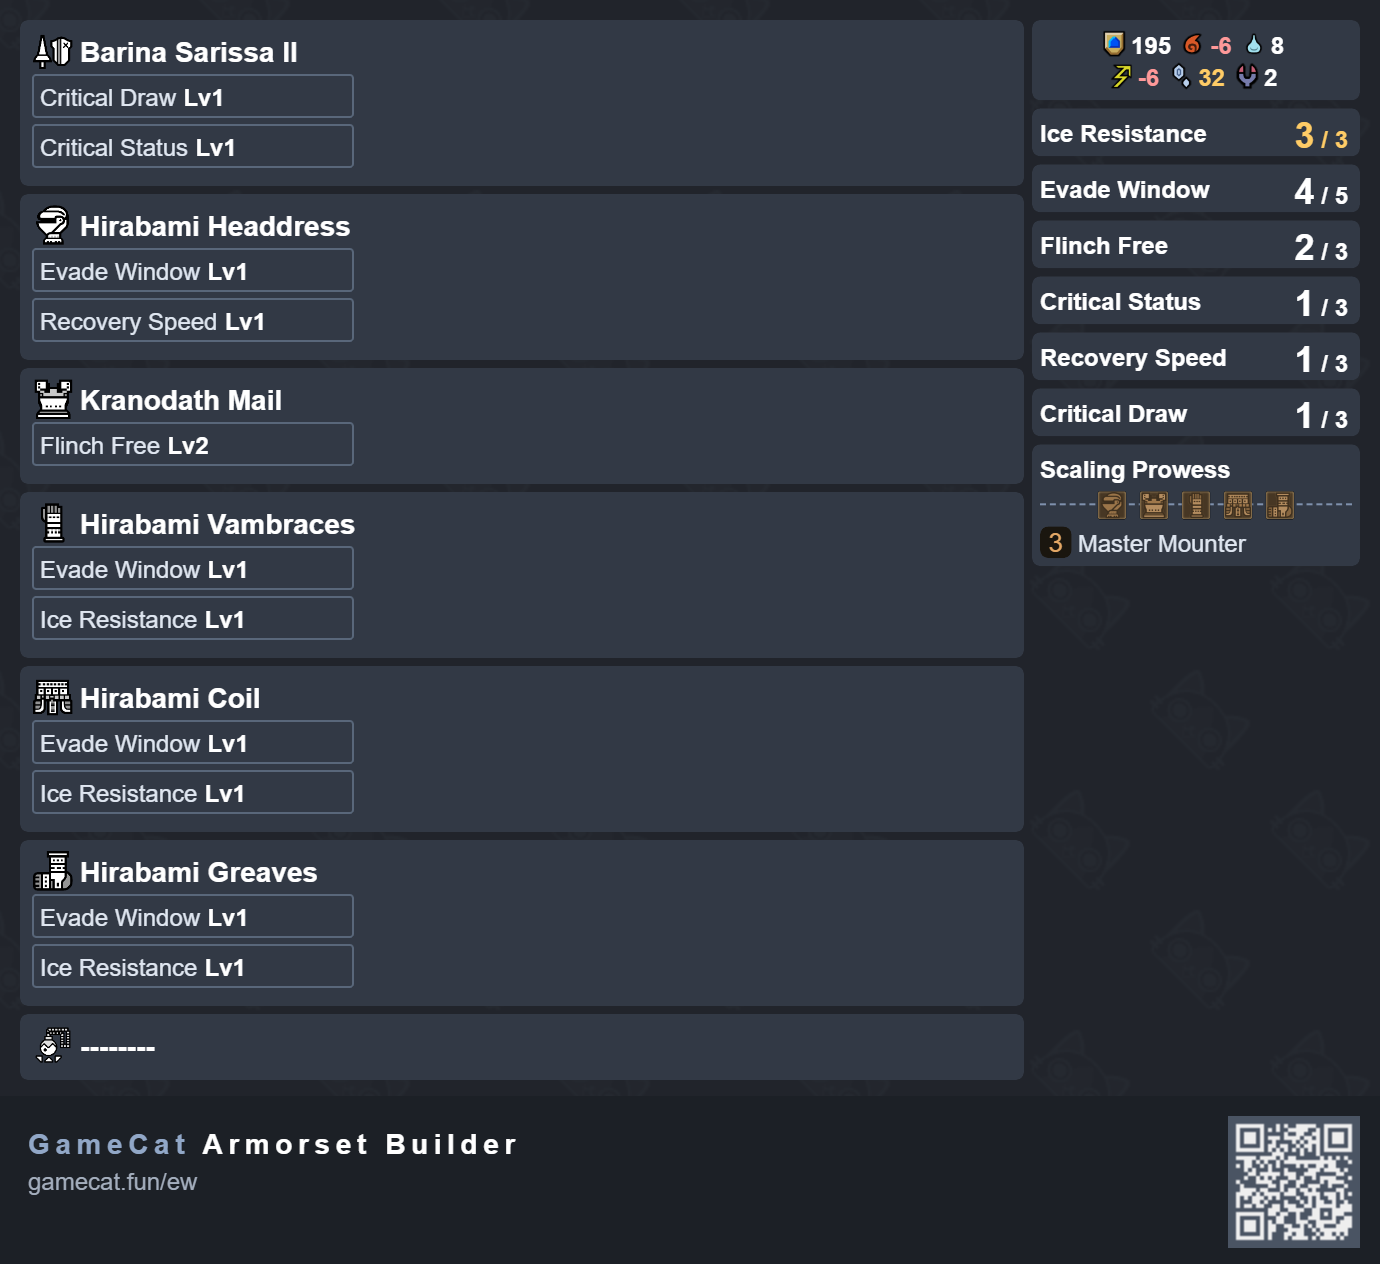 Barina Sarissa II
Critical Draw Lv1
Critical Status Lv1
Hirabami Headdress
Evade Window Lv1
Recovery Speed Lv1
Kranodath Mail
Flinch Free Lv2
Hirabami Vambraces
Evade Window Lv1
Ice Resistance Lv1
Hirabami Coil
Evade Window Lv1
Ice Resistance Lv1
Hirabami Greaves
Evade Window Lv1
Ice Resistance Lv1
--------
195 -6 8
-6 32 2
Ice Resistance 3 / 3
Evade Window 4 / 5
Flinch Free 2 / 3
Critical Status 1 / 3
Recovery Speed 1 / 3
Critical Draw 1 / 3
Scaling Prowess
3 Master Mounter
GameCat Armorset Builder
gamecat.fun/ew